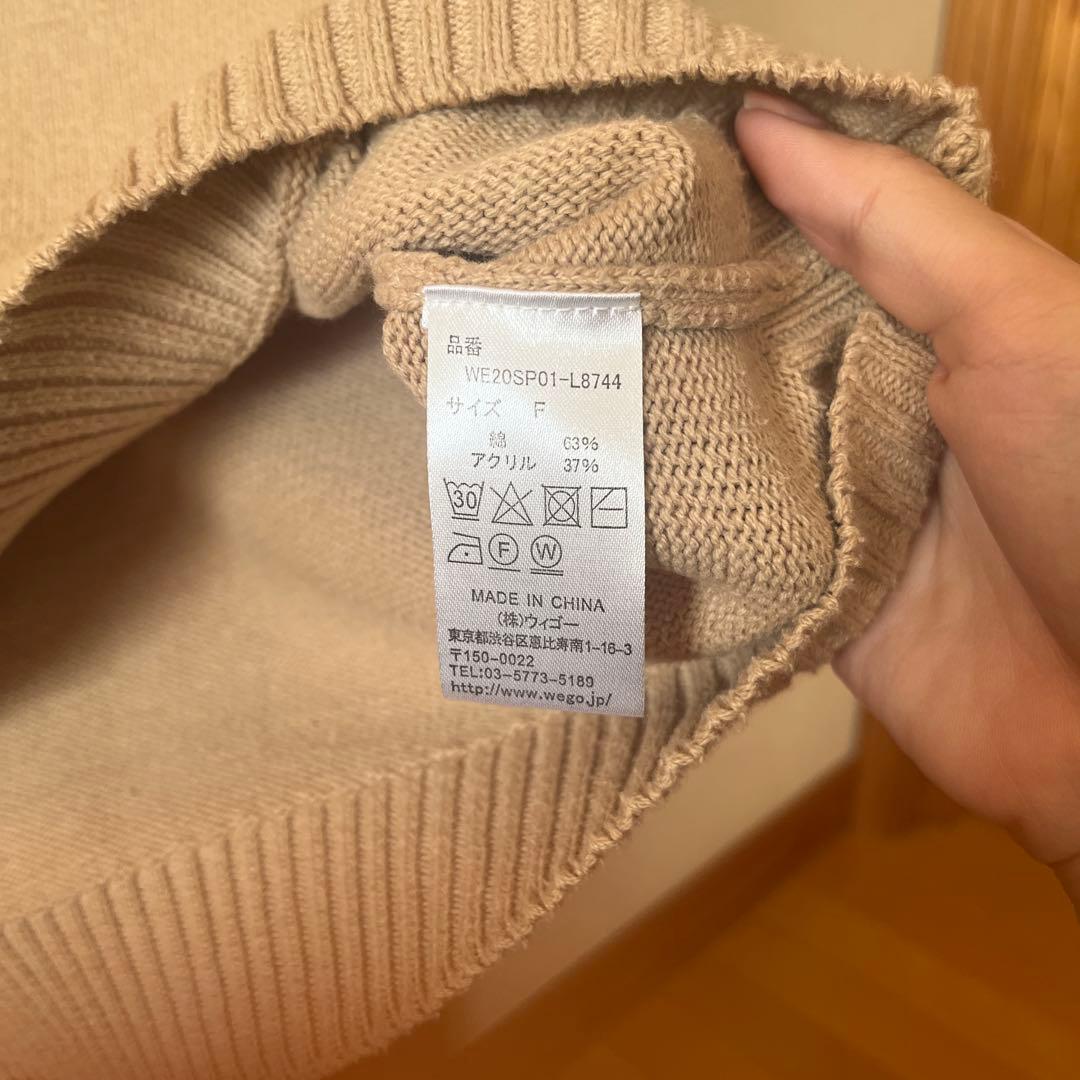 品番
WE20SP01-L8744
サイズ F
綿 63%
アクリル 37%
30
F W
MADE IN CHINA
(株)ウィゴー
東京都渋谷区恵比寿南1-16-3
〒150-0022
TEL:03-5773-5189
http://www.wego.jp/